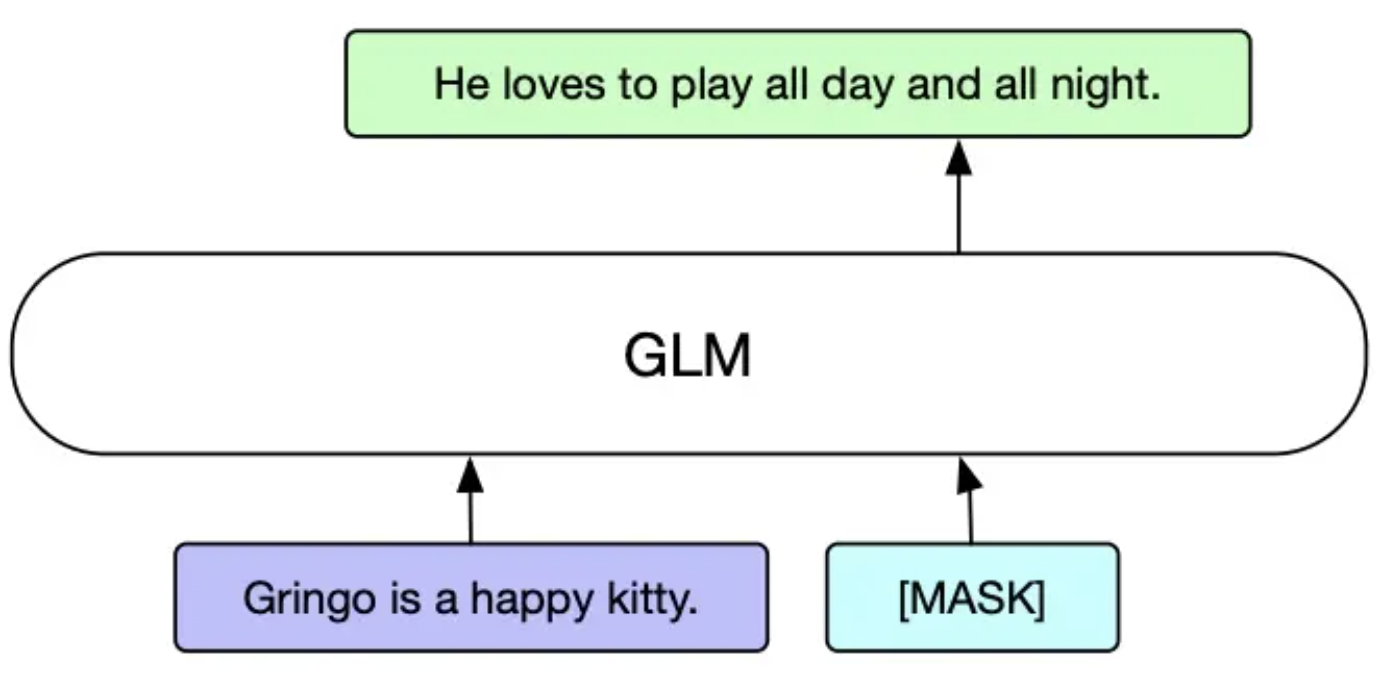 He loves to play all day and all night.
GLM
Gringo is a happy kitty.
[MASK]